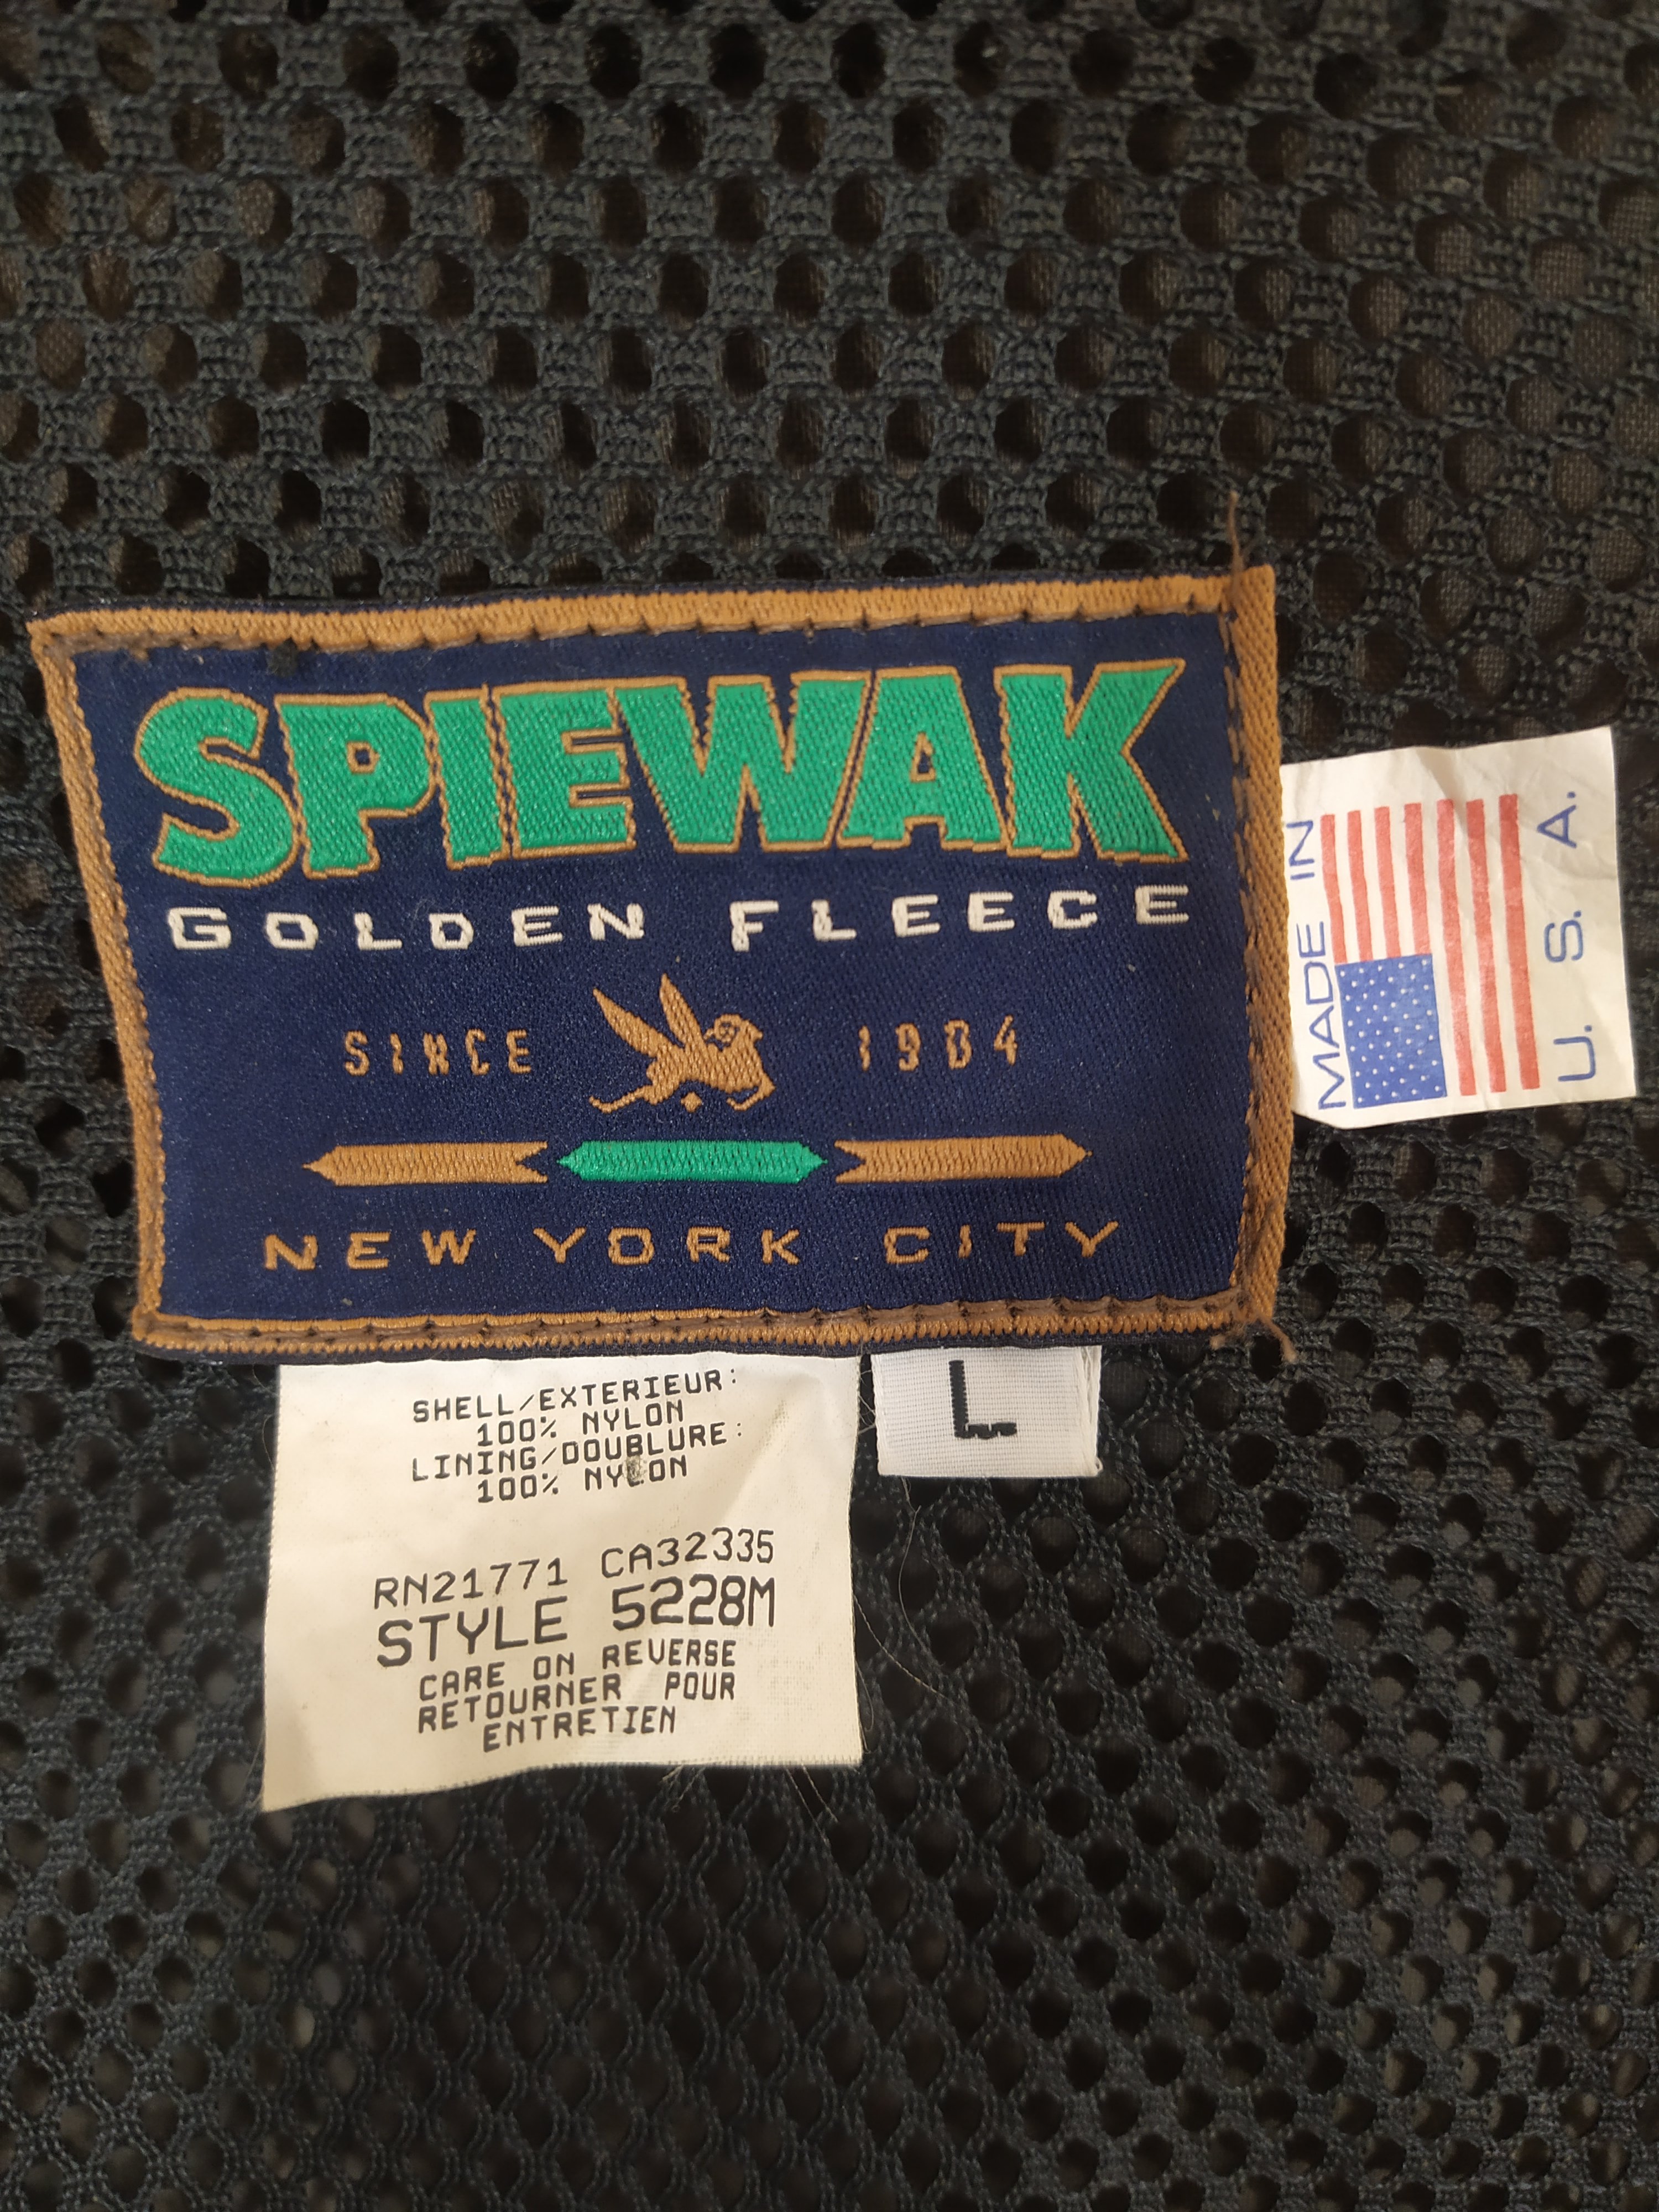 SPIEWAK
GOLDEN FLEECE
SINCE 1904
NEW YORK CITY
MADE IN
U. S. A.
L
SHELL/EXTERIEUR:
100% NYLON
LINING/DOUBLURE:
100% NYLON
RN21771 CA32335
STYLE 5228M
CARE ON REVERSE
RETOURNER POUR
ENTRETIEN